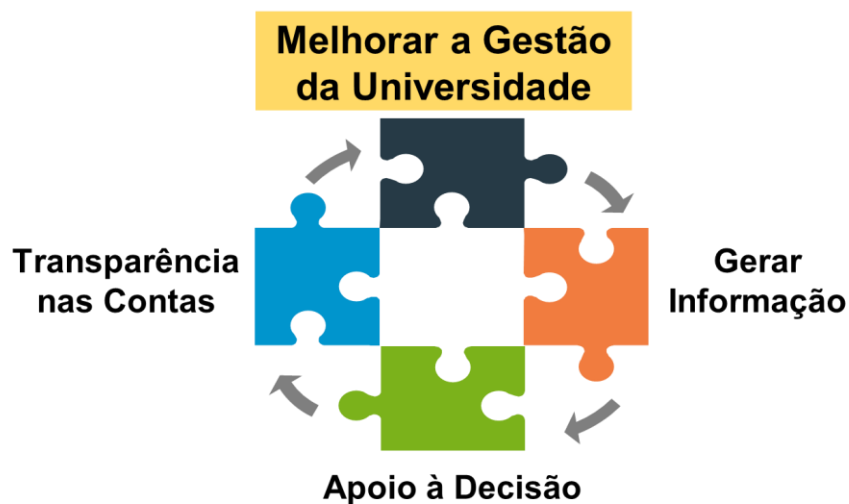 Melhorar a Gestão
da Universidade
Transparência
nas Contas
Gerar
Informação
Apoio à Decisão